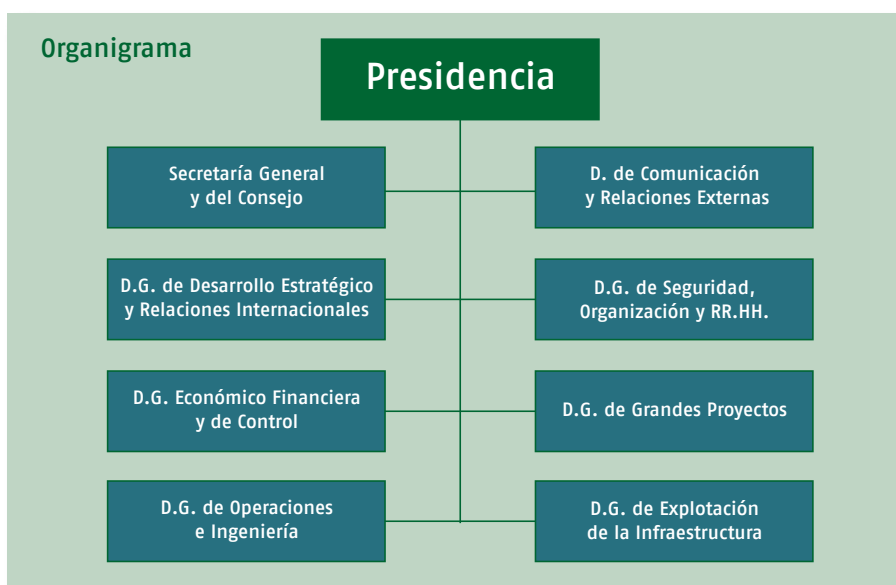 Organigrama
Presidencia
Secretaría General
y del Consejo
D. de Comunicación
y Relaciones Externas
D.G. de Desarrollo Estratégico
y Relaciones Internacionales
D.G. de Seguridad,
Organización y RR.HH.
D.G. Económico Financiera
y de Control
D.G. de Grandes Proyectos
D.G. de Operaciones
e Ingeniería
D.G. de Explotación
de la Infraestructura